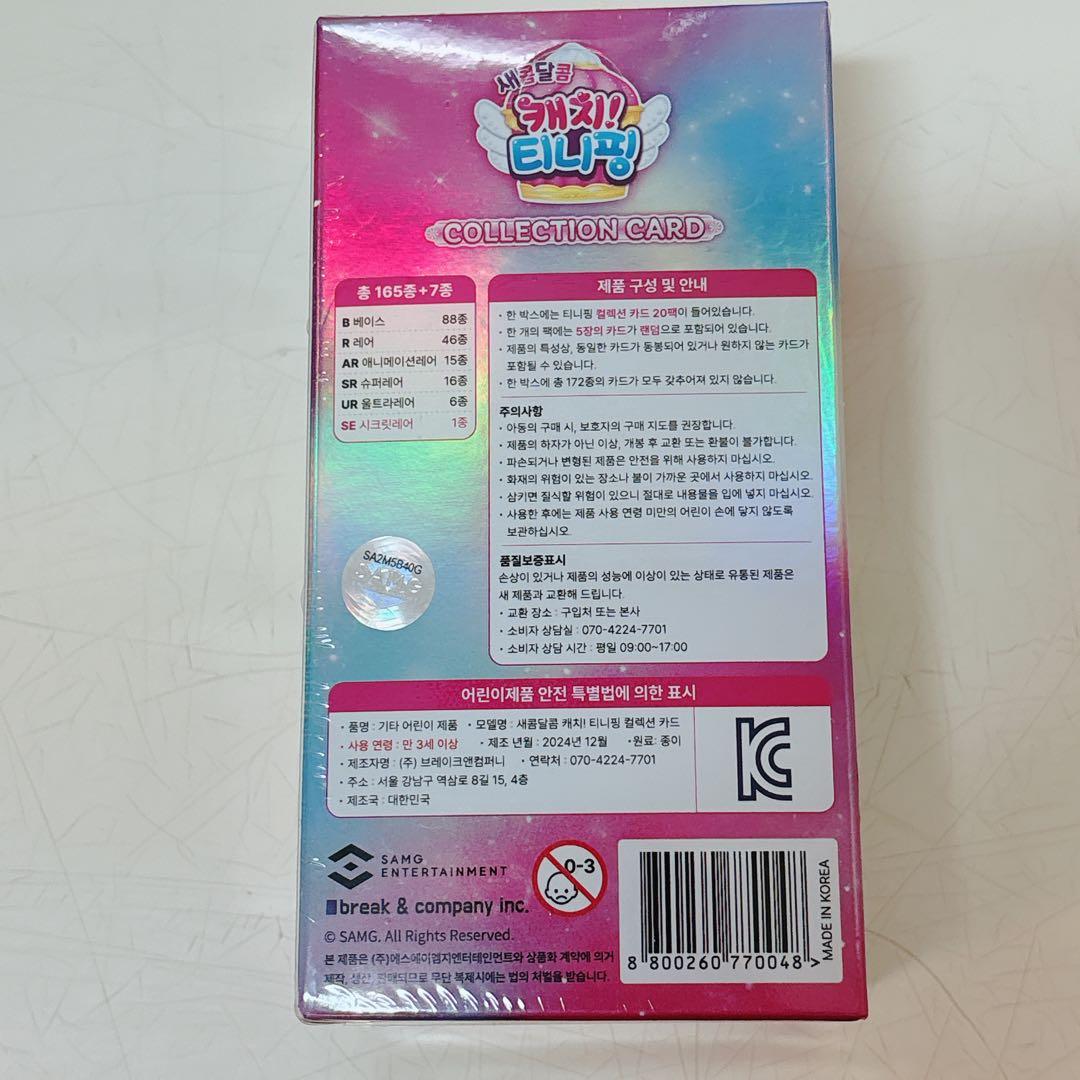 새콤달콤
캐치!
티니핑
COLLECTION CARD
총 165종+7종
B 베이스 88종
R 레어 46종
AR 애니메이션레어 15종
SR 슈퍼레어 16종
UR 울트라레어 6종
SE 시크릿레어 1종
제품 구성 및 안내
· 한 박스에는 티니핑 컬렉션 카드 20팩이 들어있습니다.
· 한 개의 팩에는 5장의 카드가 랜덤으로 포함되어 있습니다.
· 제품의 특성상, 동일한 카드가 동봉되어 있거나 원하지 않는 카드가
포함될 수 있습니다.
· 한 박스에 총 172종의 카드가 모두 갖추어져 있지 않습니다.
주의사항
· 아동의 구매 시, 보호자의 구매 지도를 권장합니다.
· 제품의 하자가 아닌 이상, 개봉 후 교환 또는 환불이 불가합니다.
· 파손되거나 변형된 제품은 안전을 위해 사용하지 마십시오.
· 화재의 위험이 있는 장소나 불이 가까운 곳에서 사용하지 마십시오.
· 삼키면 질식할 위험이 있으니 절대로 내용물을 입에 넣지 마십시오.
· 사용한 후에는 제품 사용 연령 미만의 어린이 손에 닿지 않도록
보관하십시오.
품질보증표시
손상이 있거나 제품의 성능에 이상이 있는 상태로 유통된 제품은
새 제품과 교환해 드립니다.
· 교환 장소 : 구입처 또는 본사
· 소비자 상담실 : 070-4224-7701
· 소비자 상담 시간 : 평일 09:00~17:00
SA2M5B40G
SAMG
어린이제품 안전 특별법에 의한 표시
· 품명 : 기타 어린이 제품 · 모델명 : 새콤달콤 캐치! 티니핑 컬렉션 카드
· 사용 연령 : 만 3세 이상 · 제조 년월 : 2024년 12월 ·원료: 종이
· 제조자명 : (주) 브레이크앤컴퍼니 · 연락처 : 070-4224-7701
· 주소 : 서울 강남구 역삼로 8길 15, 4층
· 제조국 : 대한민국
KC
SAMG
ENTERTAINMENT
0-3
break & company inc.
© SAMG. All Rights Reserved.
본 제품은 (주)에스에이엠지엔터테인먼트와 상품화 계약에 의거
제작, 생산, 판매되므로 무단 복제시에는 법의 처벌을 받습니다.
8 800260 770048 >
MADE IN KOREA